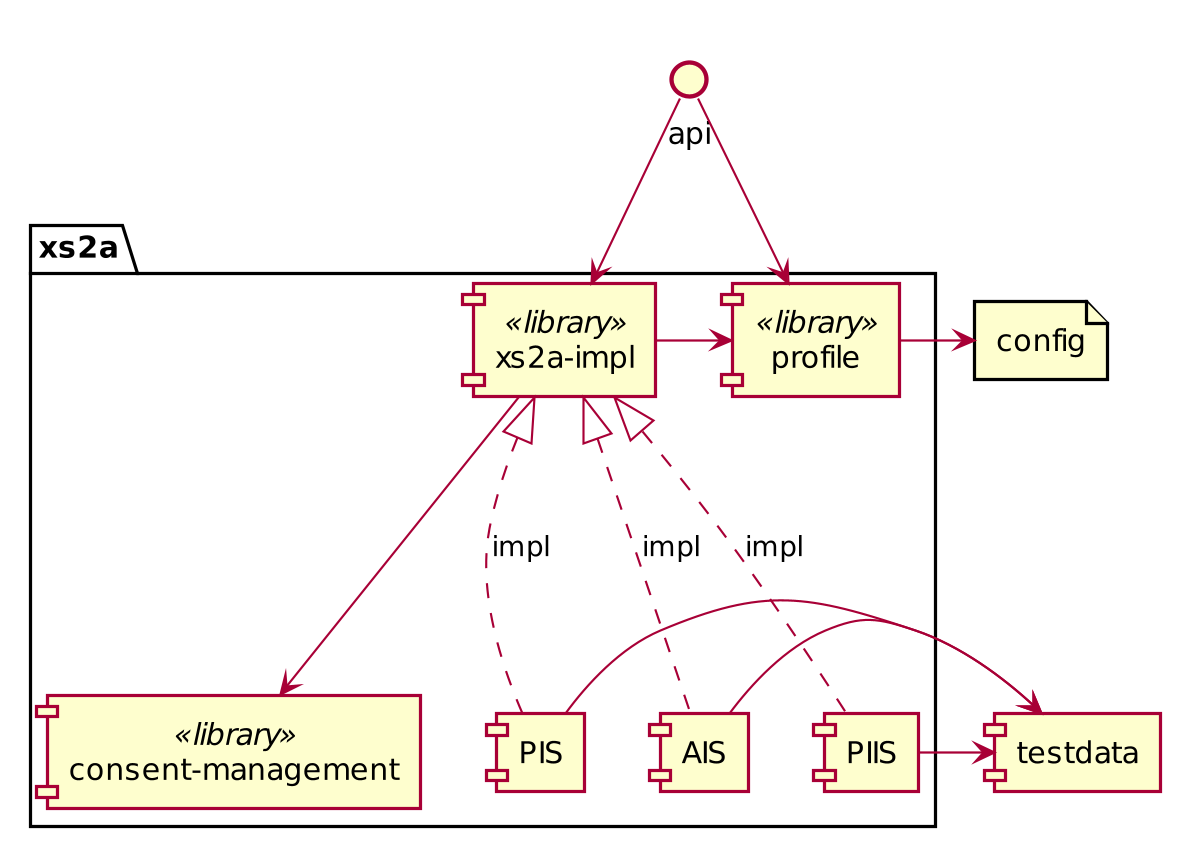 api
xs2a
«library»
xs2a-impl
«library»
profile
config
impl
impl
impl
«library»
consent-management
PIS
AIS
PIIS
testdata